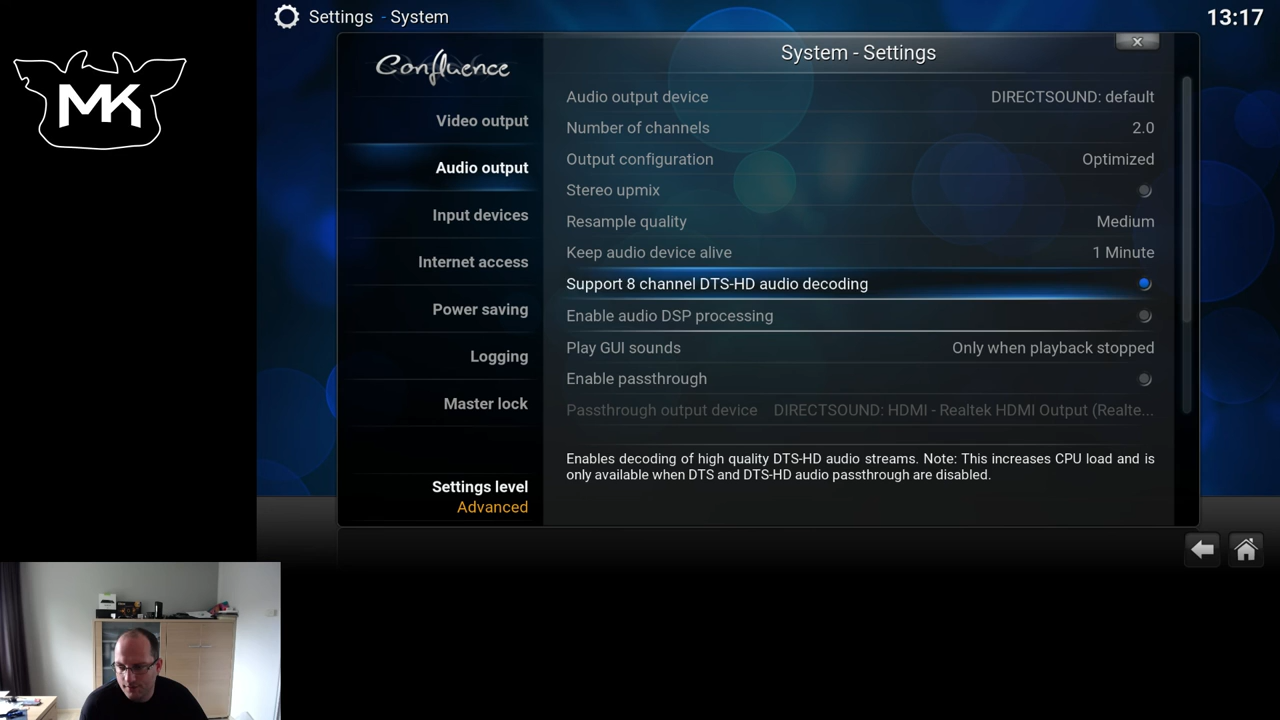 Settings - System
13:17
MK
Confluence
System - Settings
Video output
Audio output
Input devices
Internet access
Power saving
Logging
Master lock
Settings level
Advanced
Audio output device DIRECTSOUND: default
Number of channels 2.0
Output configuration Optimized
Stereo upmix
Resample quality Medium
Keep audio device alive 1 Minute
Support 8 channel DTS-HD audio decoding
Enable audio DSP processing
Play GUI sounds Only when playback stopped
Enable passthrough
Passthrough output device DIRECTSOUND: HDMI - Realtek HDMI Output (Realte...
Enables decoding of high quality DTS-HD audio streams. Note: This increases CPU load and is
only available when DTS and DTS-HD audio passthrough are disabled.